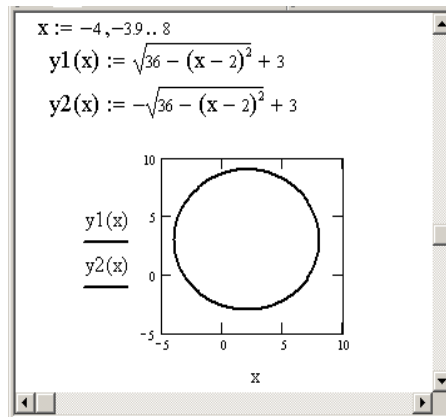 x := -4 , -3.9 .. 8
y1(x) := √(36 − (x − 2)²) + 3
y2(x) := −√(36 − (x − 2)²) + 3
10
y1(x)
5
y2(x)
0
−5
−5 0 5 10
x